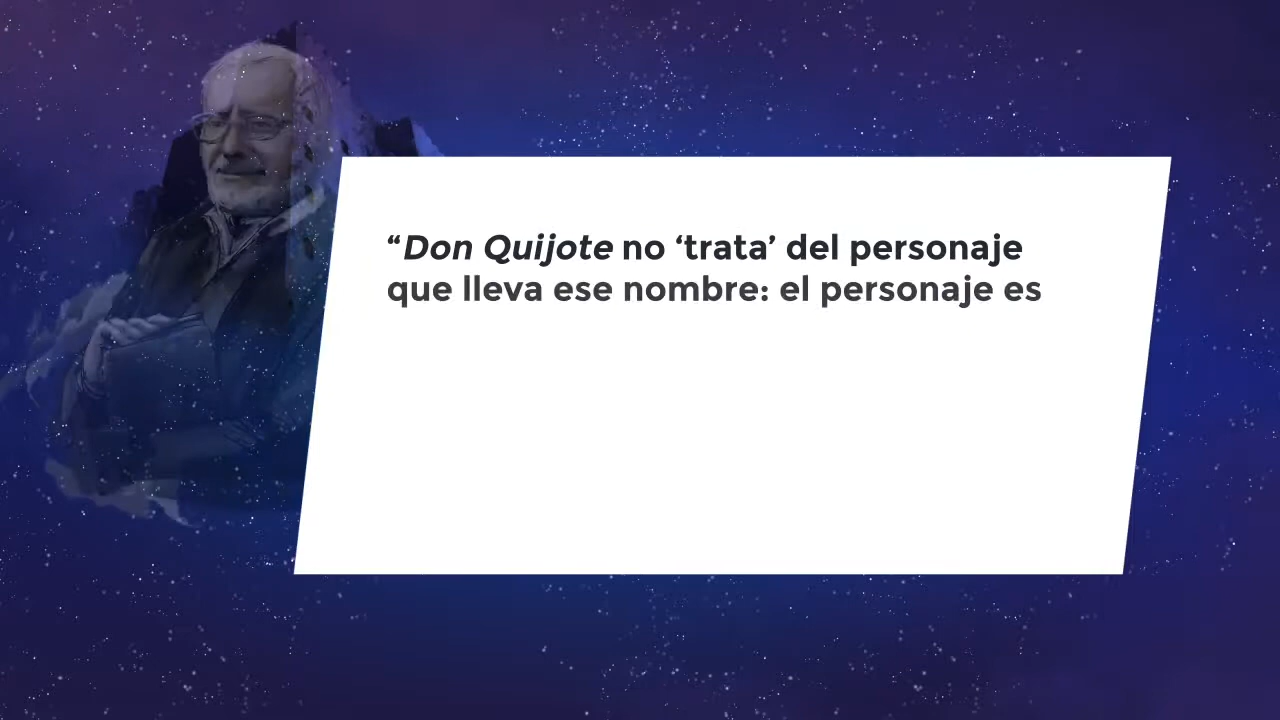 “Don Quijote no ‘trata’ del personaje
que lleva ese nombre: el personaje es